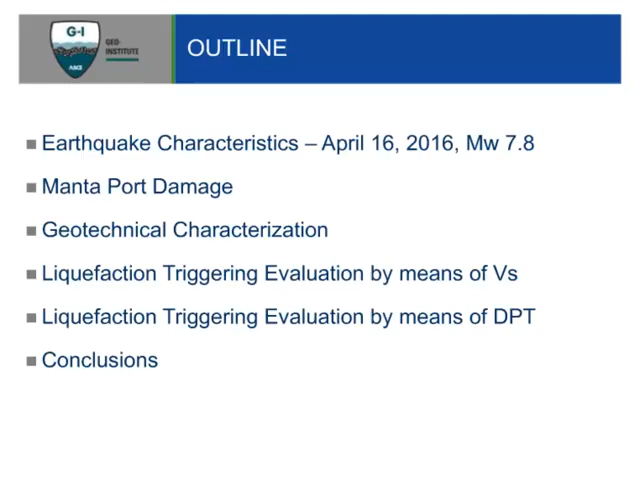 G-I
GEO-
INSTITUTE
ASCE
OUTLINE
Earthquake Characteristics – April 16, 2016, Mw 7.8
Manta Port Damage
Geotechnical Characterization
Liquefaction Triggering Evaluation by means of Vs
Liquefaction Triggering Evaluation by means of DPT
Conclusions